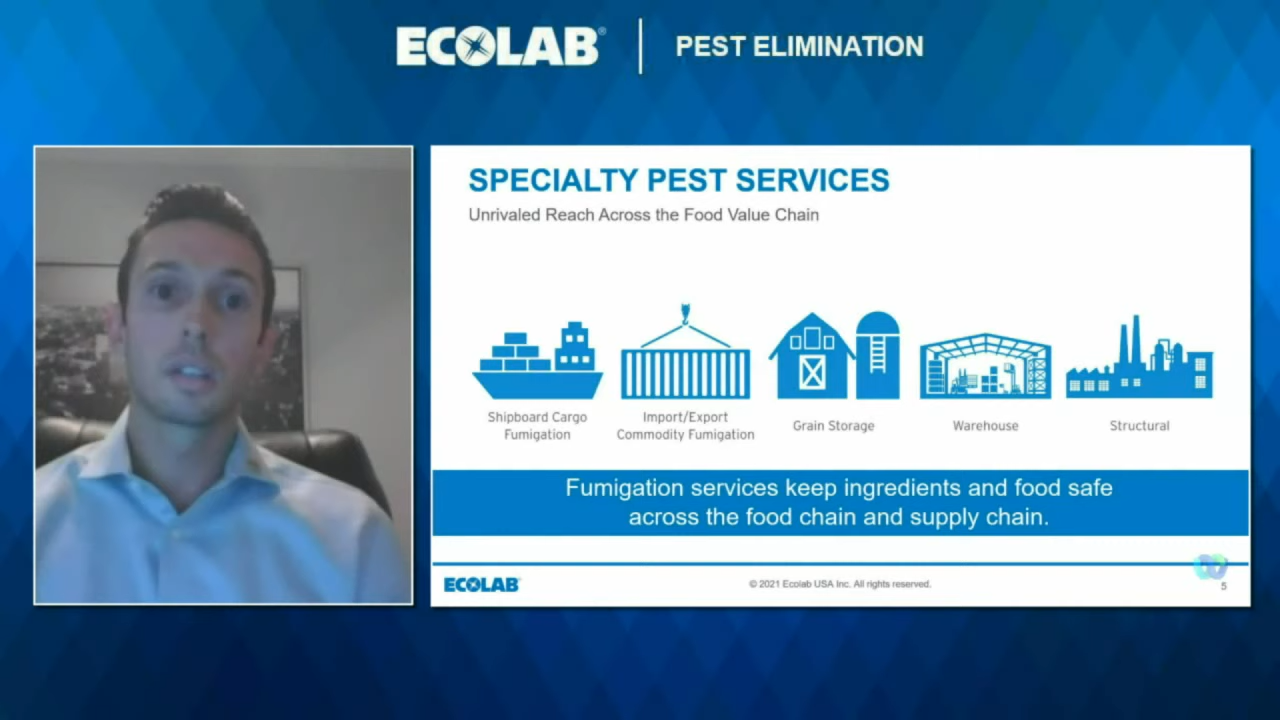 ECOLAB® | PEST ELIMINATION
SPECIALTY PEST SERVICES
Unrivaled Reach Across the Food Value Chain
Shipboard Cargo
Fumigation
Import/Export
Commodity Fumigation
Grain Storage
Warehouse
Structural
Fumigation services keep ingredients and food safe
across the food chain and supply chain.
ECOLAB®
© 2021 Ecolab USA Inc. All rights reserved.
5